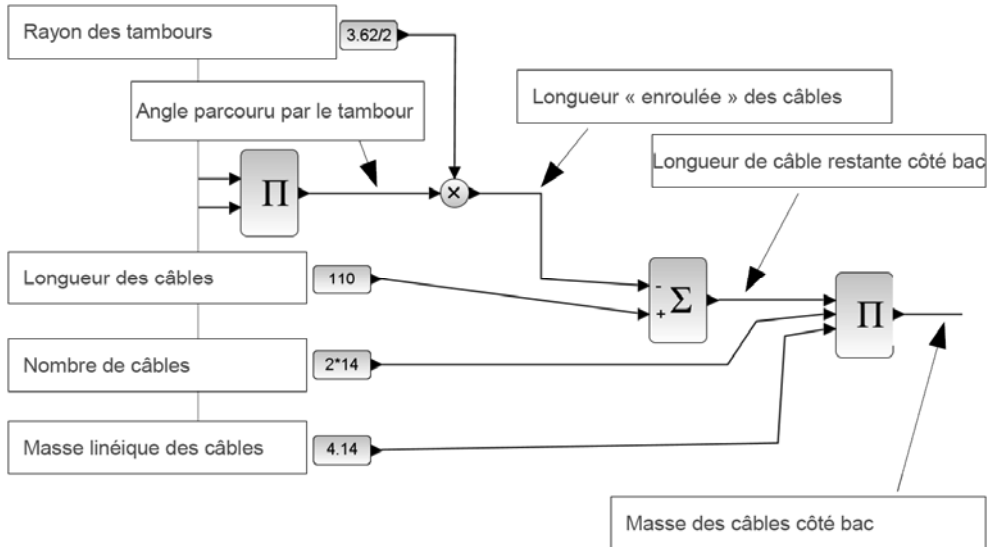 Rayon des tambours
3.62/2
Angle parcouru par le tambour
Longueur « enroulée » des câbles
Longueur de câble restante côté bac
Π
×
Longueur des câbles
110
-
+
Σ
Π
Nombre de câbles
2*14
Masse linéique des câbles
4.14
Masse des câbles côté bac